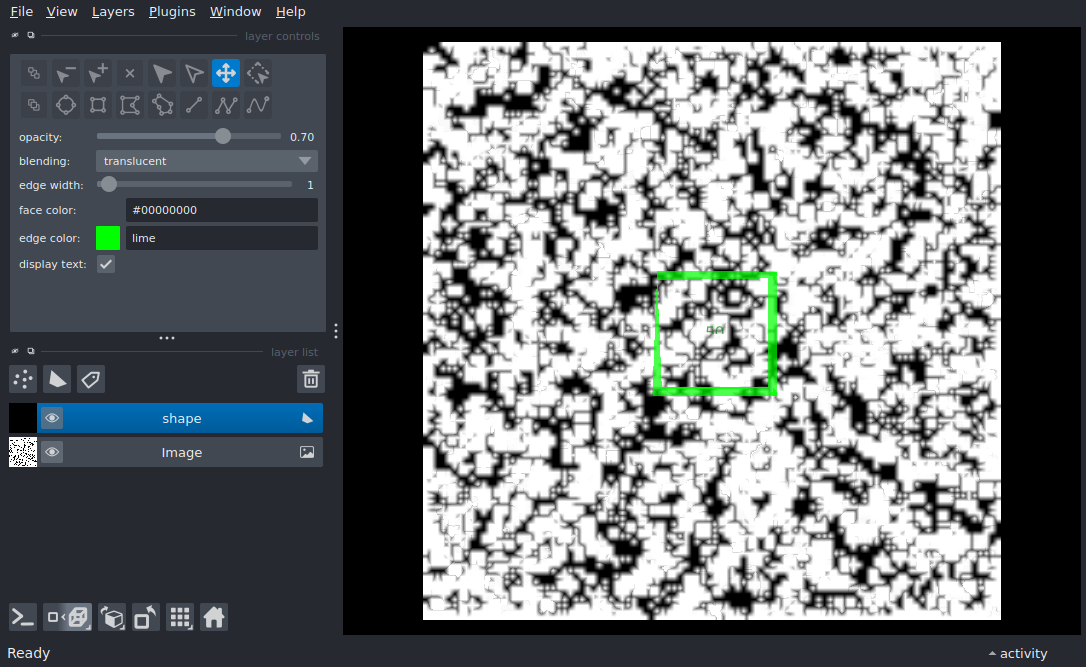 File View Layers Plugins Window Help
layer controls
opacity: 0.70
blending: translucent
edge width: 1
face color: #00000000
edge color: lime
display text:
layer list
shape
Image
Ready
activity